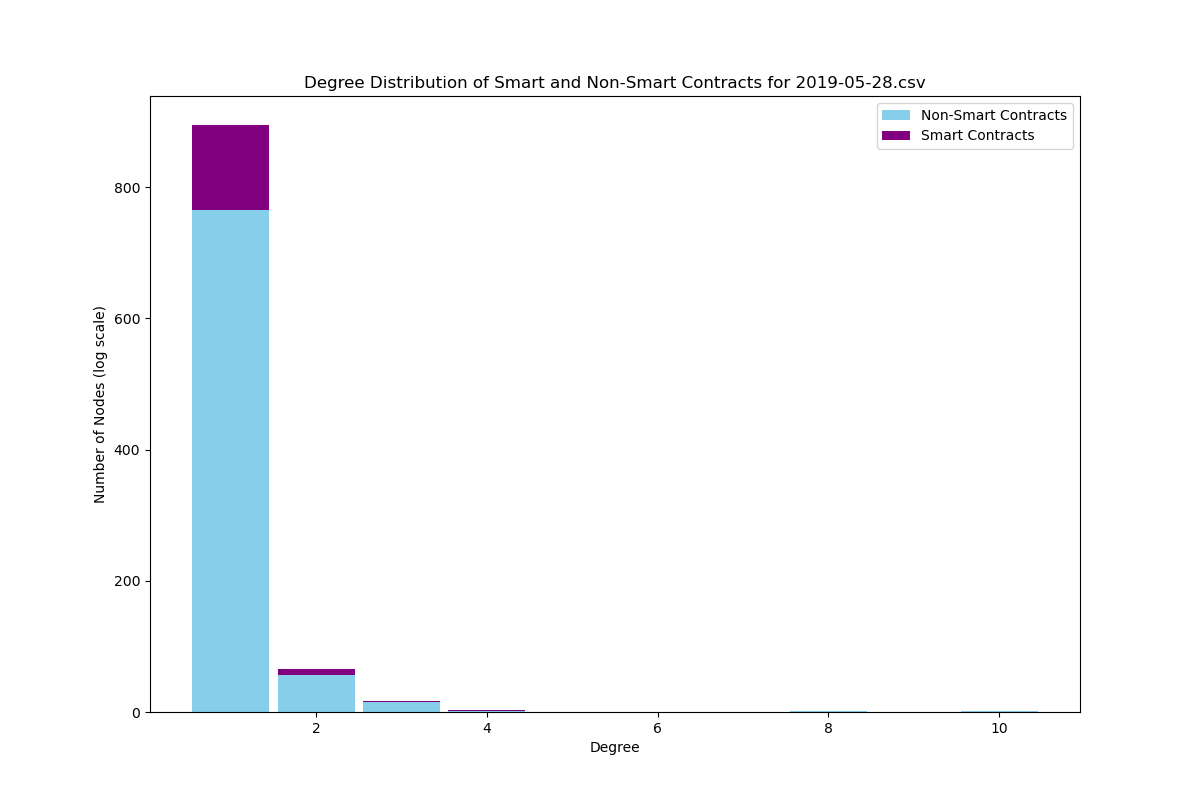 Degree Distribution of Smart and Non-Smart Contracts for 2019-05-28.csv
Non-Smart Contracts
Smart Contracts
Number of Nodes (log scale)
800
600
400
200
0
2
4
6
8
10
Degree